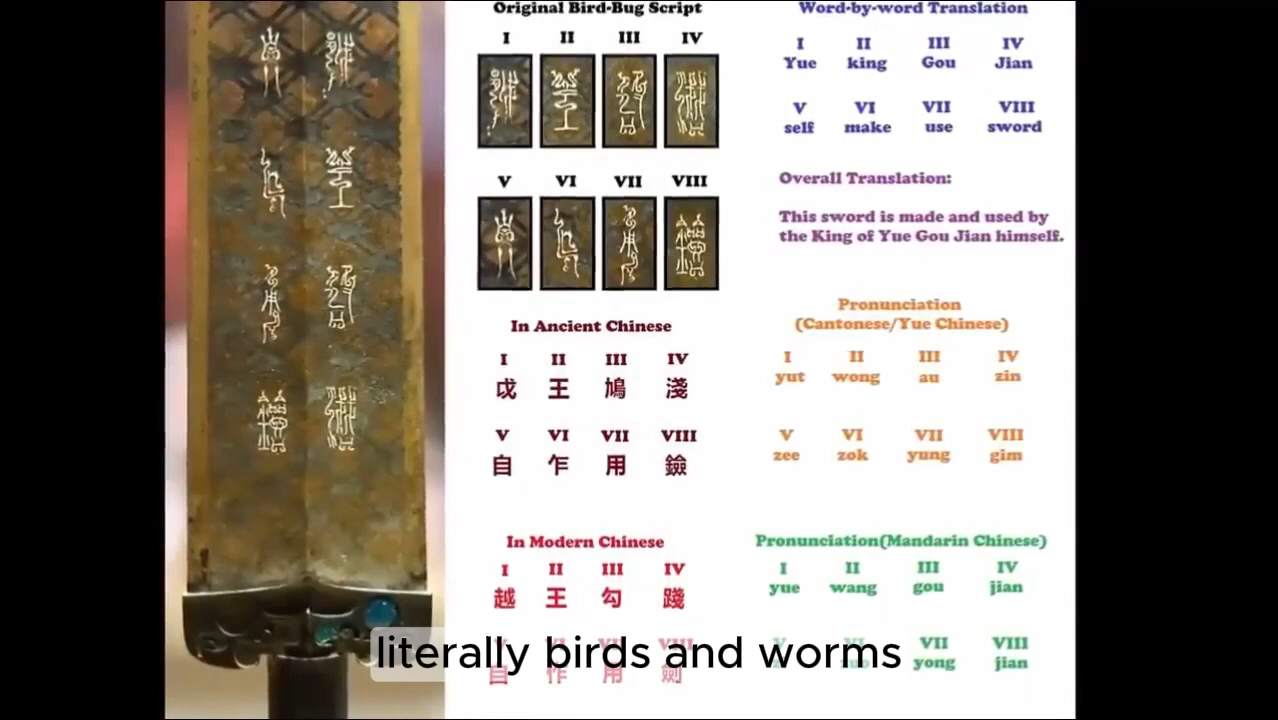 Original Bird-Bug Script
I II III IV
V VI VII VIII
In Ancient Chinese
I II III IV
戉 王 鳩 淺
V VI VII VIII
自 乍 用 鐱
In Modern Chinese
I II III IV
越 王 勾 踐
自 作 用 劍
Word-by-word Translation
I II III IV
Yue king Gou Jian
V VI VII VIII
self make use sword
Overall Translation:
This sword is made and used by
the King of Yue Gou Jian himself.
Pronunciation
(Cantonese/Yue Chinese)
I II III IV
yut wong au zin
V VI VII VIII
zee zok yung gim
Pronunciation(Mandarin Chinese)
I II III IV
yue wang gou jian
VII VIII
yong jian
literally birds and worms